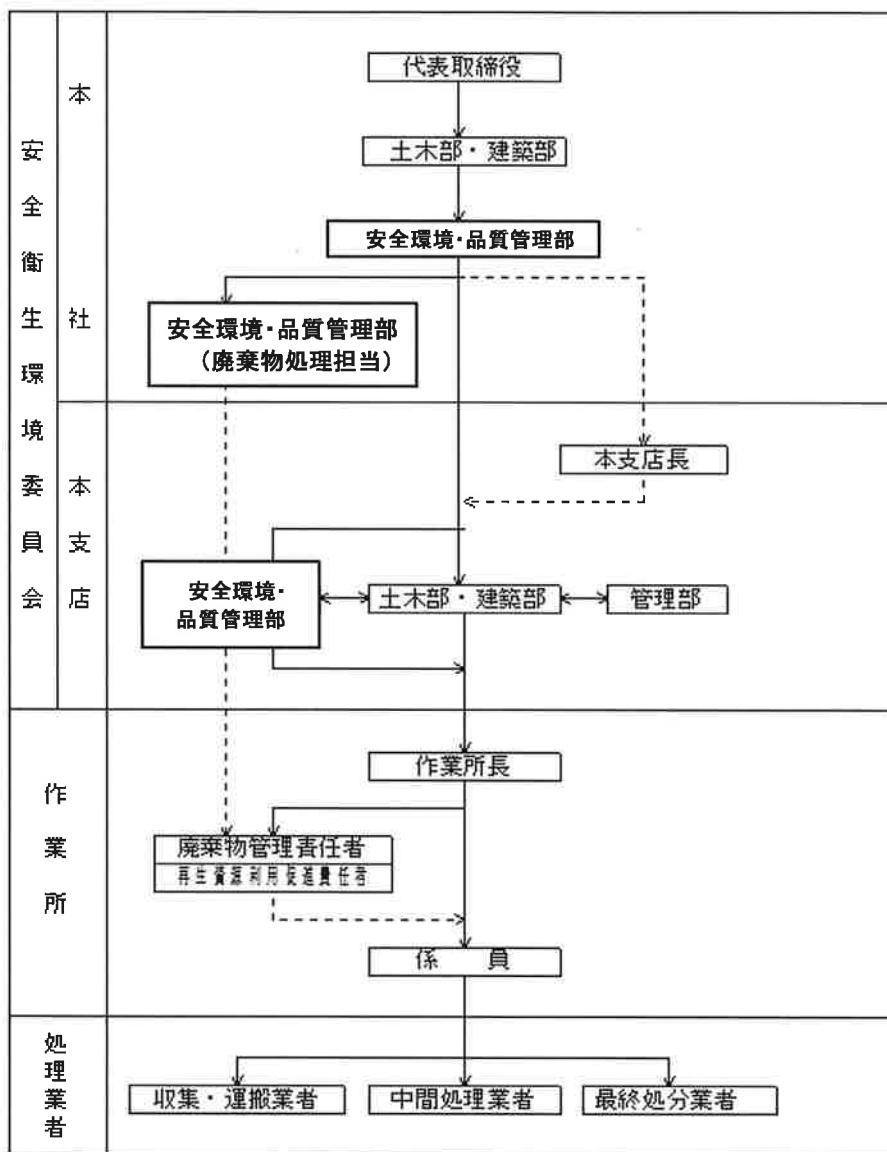 安全衛生環境委員会
本社
代表取締役
土木部・建築部
安全環境・品質管理部
安全環境・品質管理部
（廃棄物処理担当）
本支店
本支店長
安全環境・
品質管理部
土木部・建築部
管理部
作業所
作業所長
廃棄物管理責任者
再生資源利用促進責任者
係　員
処理業者
収集・運搬業者
中間処理業者
最終処分業者